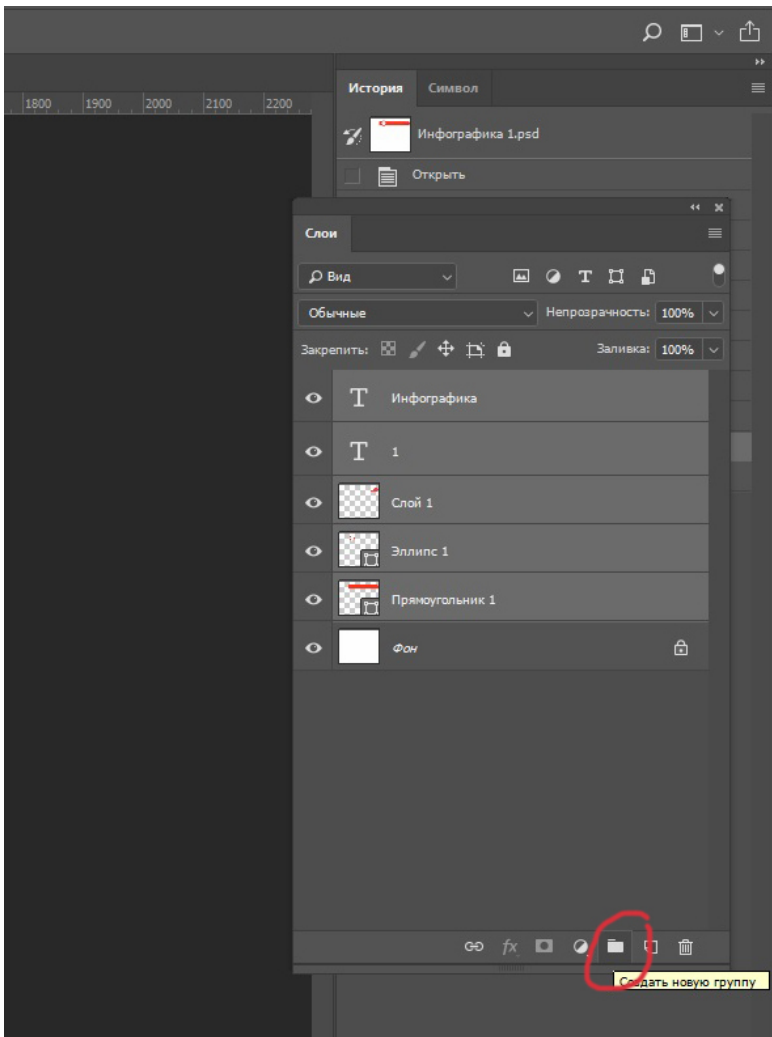 1800 1900 2000 2100 2200
История Символ
Инфографика 1.psd
Открыть
Слои
Вид T
Обычные Непрозрачность: 100%
Закрепить: Заливка: 100%
T Инфографика
T 1
Слой 1
Эллипс 1
Прямоугольник 1
Фон
fx
Создать новую группу